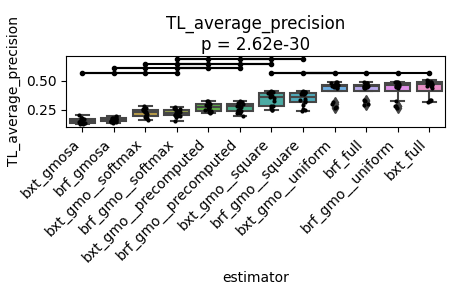 TL_average_precision
p = 2.62e-30
TL_average_precision
0.50
0.25
bxt_gmosa
brf_gmosa
bxt_gmo__softmax
brf_gmo__softmax
bxt_gmo__precomputed
brf_gmo__precomputed
bxt_gmo__square
brf_gmo__square
bxt_gmo__uniform
brf_full
brf_gmo__uniform
bxt_full
estimator